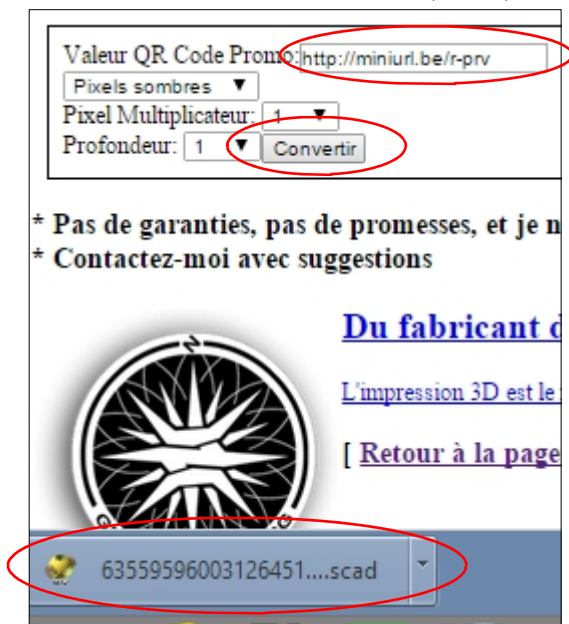 Valeur QR Code Promo: http://miniurl.be/r-prv
Pixels sombres
Pixel Multiplicateur: 1
Profondeur: 1 Convertir
* Pas de garanties, pas de promesses, et je n
* Contactez-moi avec suggestions
Du fabricant d
L'impression 3D est le
[ Retour à la page
N
63559596003126451....scad